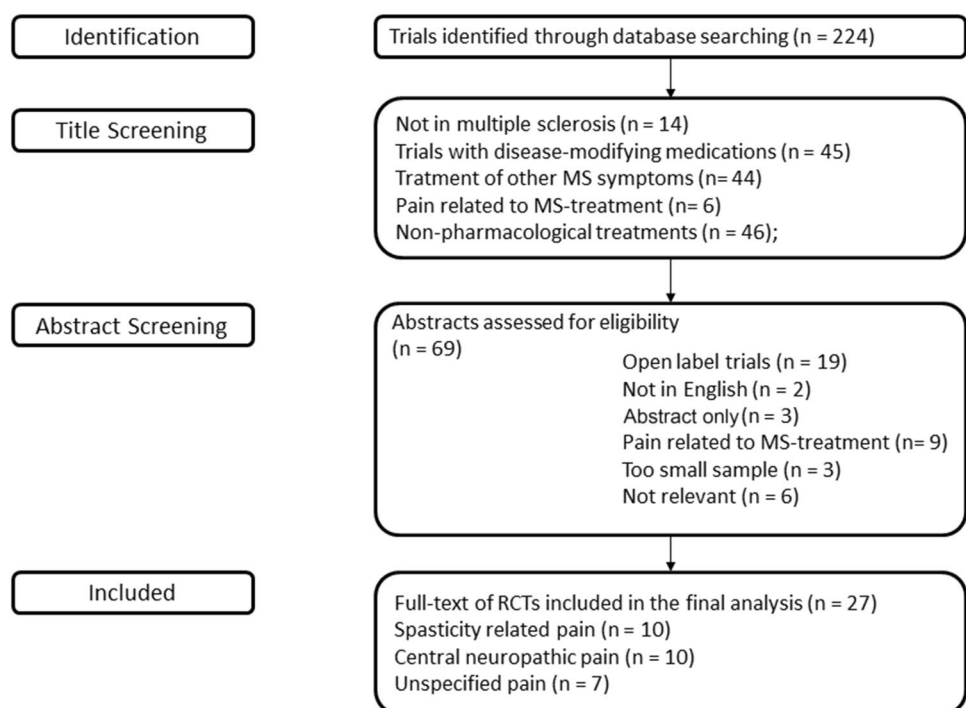 Identification
Trials identified through database searching (n = 224)
Title Screening
Not in multiple sclerosis (n = 14)
Trials with disease-modifying medications (n = 45)
Tratment of other MS symptoms (n= 44)
Pain related to MS-treatment (n= 6)
Non-pharmacological treatments (n = 46);
Abstract Screening
Abstracts assessed for eligibility
(n = 69)
Open label trials (n = 19)
Not in English (n = 2)
Abstract only (n = 3)
Pain related to MS-treatment (n= 9)
Too small sample (n = 3)
Not relevant (n = 6)
Included
Full-text of RCTs included in the final analysis (n = 27)
Spasticity related pain (n = 10)
Central neuropathic pain (n = 10)
Unspecified pain (n = 7)